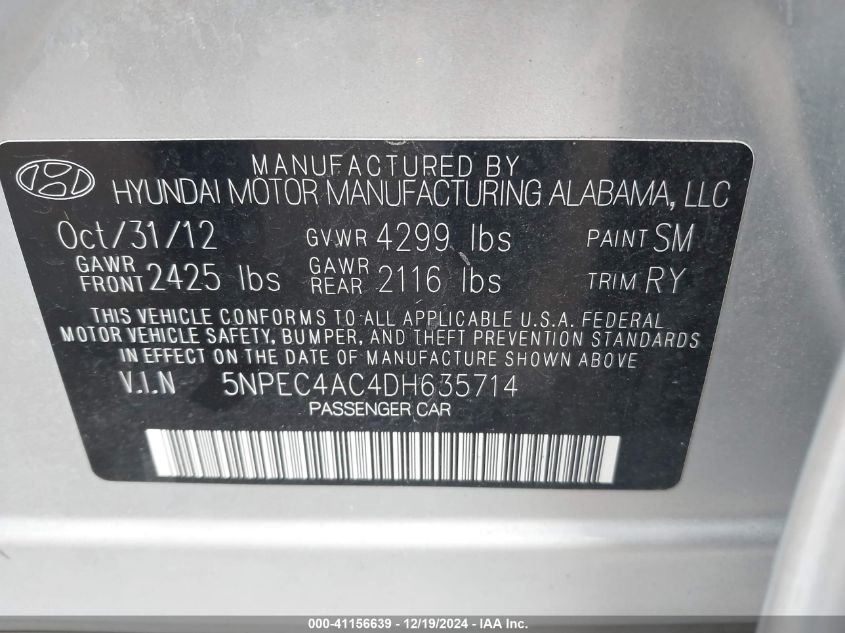 MANUFACTURED BY
HYUNDAI MOTOR MANUFACTURING ALABAMA, LLC
Oct/31/12 GVWR 4299 lbs PAINT SM
GAWR FRONT 2425 lbs GAWR REAR 2116 lbs TRIM RY
THIS VEHICLE CONFORMS TO ALL APPLICABLE U.S.A. FEDERAL
MOTOR VEHICLE SAFETY, BUMPER, AND THEFT PREVENTION STANDARDS
IN EFFECT ON THE DATE OF MANUFACTURE SHOWN ABOVE
V.I.N 5NPEC4AC4DH635714
PASSENGER CAR
000-41156639 - 12/19/2024 - IAA Inc.